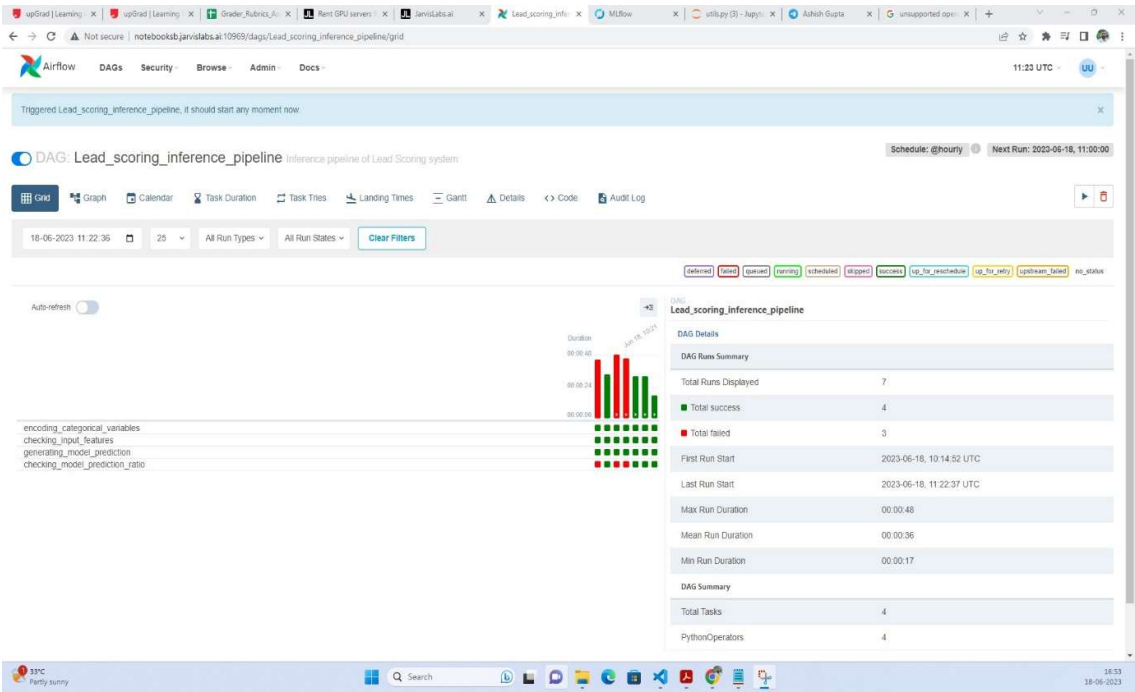 upGrad | Learning
upGrad | Learning
Grader_Rubrics_As
Rent GPU servers
JarvisLabs.ai
Lead_scoring_infer
MLflow
utils.py (3) - Jupyt
Ashish Gupta
unsupported oper
Not secure | notebooksb.jarvislabs.ai:10969/dags/Lead_scoring_inference_pipeline/grid
Airflow DAGs Security Browse Admin Docs 11:23 UTC UU
Triggered Lead_scoring_inference_pipeline, it should start any moment now.
DAG: Lead_scoring_inference_pipeline Inference pipeline of Lead Scoring system
Schedule: @hourly Next Run: 2023-06-18, 11:00:00
Grid Graph Calendar Task Duration Task Tries Landing Times Gantt Details <> Code Audit Log
18-06-2023 11:22:36 25 All Run Types All Run States Clear Filters
deferred failed queued running scheduled skipped success up_for_reschedule up_for_retry upstream_failed no_status
Auto-refresh
Duration
Jun 18, 10:21
00:00:48
00:00:24
00:00:00
encoding_categorical_variables
checking_input_features
generating_model_prediction
checking_model_prediction_ratio
DAG
Lead_scoring_inference_pipeline
DAG Details
DAG Runs Summary
Total Runs Displayed 7
Total success 4
Total failed 3
First Run Start 2023-06-18, 10:14:52 UTC
Last Run Start 2023-06-18, 11:22:37 UTC
Max Run Duration 00:00:48
Mean Run Duration 00:00:36
Min Run Duration 00:00:17
DAG Summary
Total Tasks 4
PythonOperators 4
1
33°C
Partly sunny
Search
16:53
18-06-2023